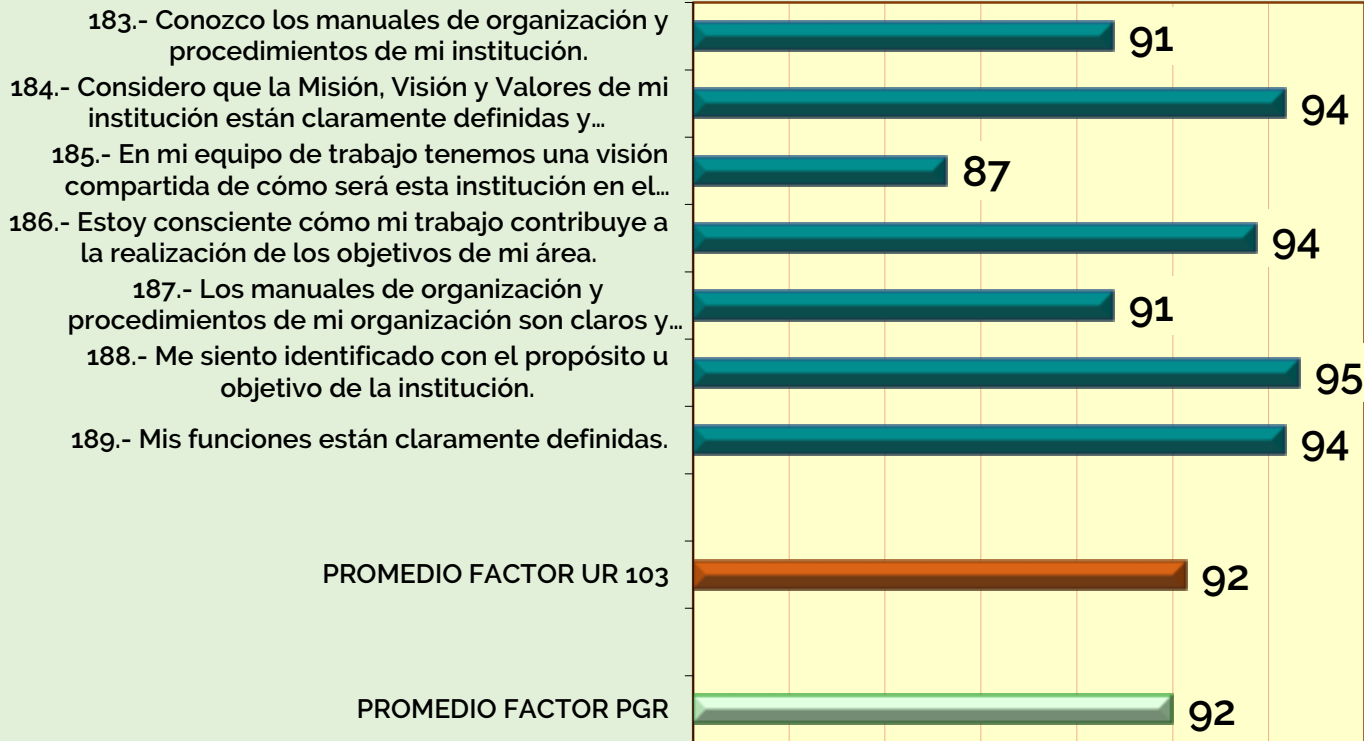 183.- Conozco los manuales de organización y
procedimientos de mi institución.
91
184.- Considero que la Misión, Visión y Valores de mi
institución están claramente definidas y…
94
185.- En mi equipo de trabajo tenemos una visión
compartida de cómo será esta institución en el…
87
186.- Estoy consciente cómo mi trabajo contribuye a
la realización de los objetivos de mi área.
94
187.- Los manuales de organización y
procedimientos de mi organización son claros y…
91
188.- Me siento identificado con el propósito u
objetivo de la institución.
95
189.- Mis funciones están claramente definidas.
94
PROMEDIO FACTOR UR 103
92
PROMEDIO FACTOR PGR
92